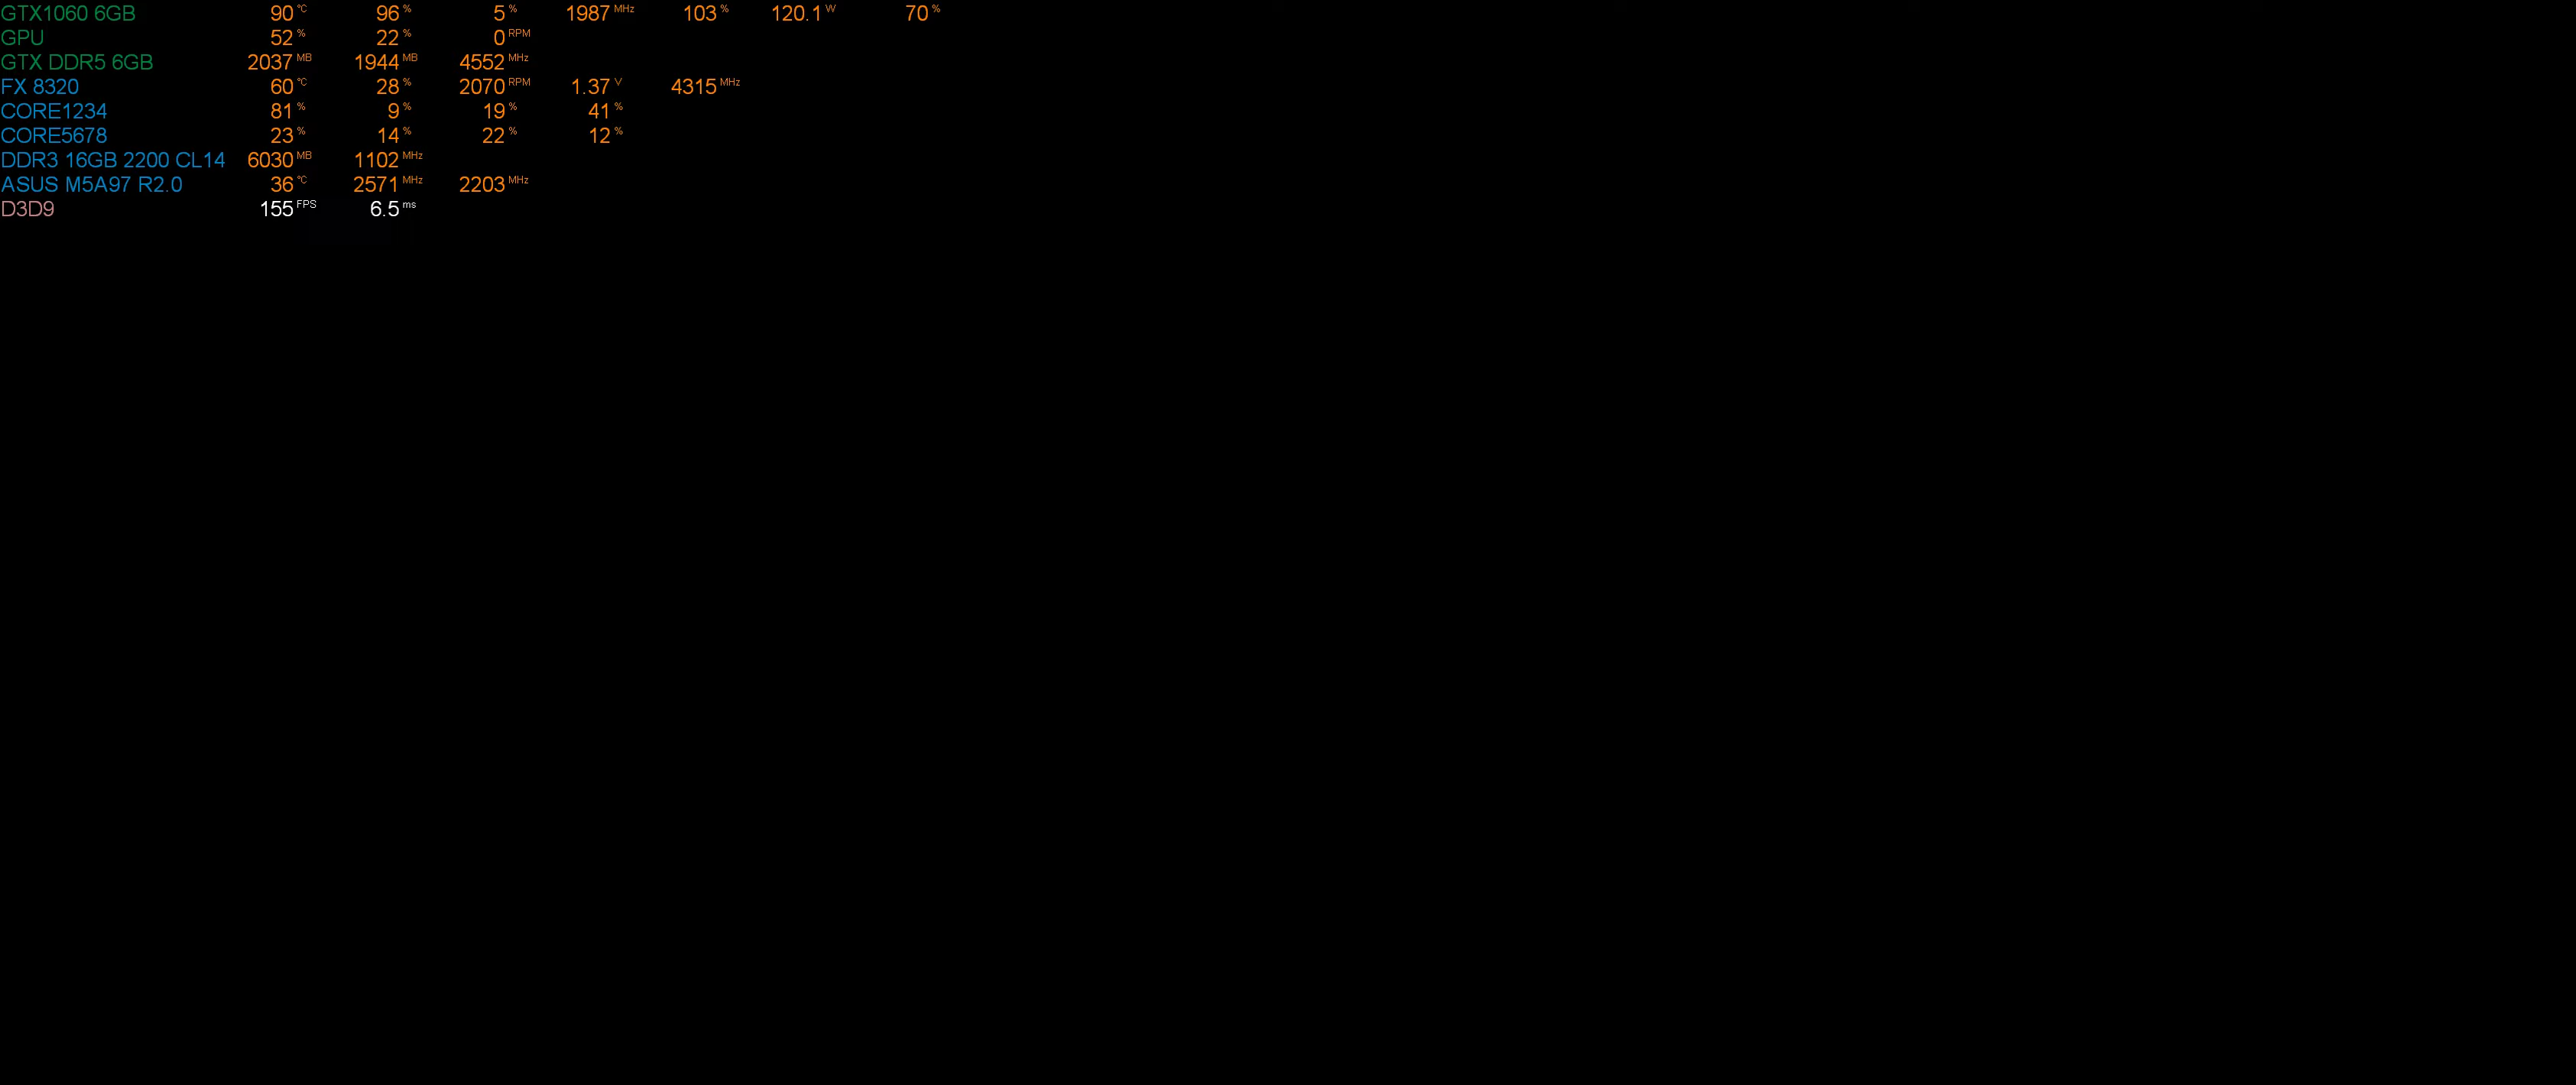 GTX1060 6GB 90 °C 96 % 5 % 1987 MHz 103 % 120.1 W 70 %
GPU 52 % 22 % 0 RPM
GTX DDR5 6GB 2037 MB 1944 MB 4552 MHz
FX 8320 60 °C 28 % 2070 RPM 1.37 V 4315 MHz
CORE1234 81 % 9 % 19 % 41 %
CORE5678 23 % 14 % 22 % 12 %
DDR3 16GB 2200 CL14 6030 MB 1102 MHz
ASUS M5A97 R2.0 36 °C 2571 MHz 2203 MHz
D3D9 155 FPS 6.5 ms